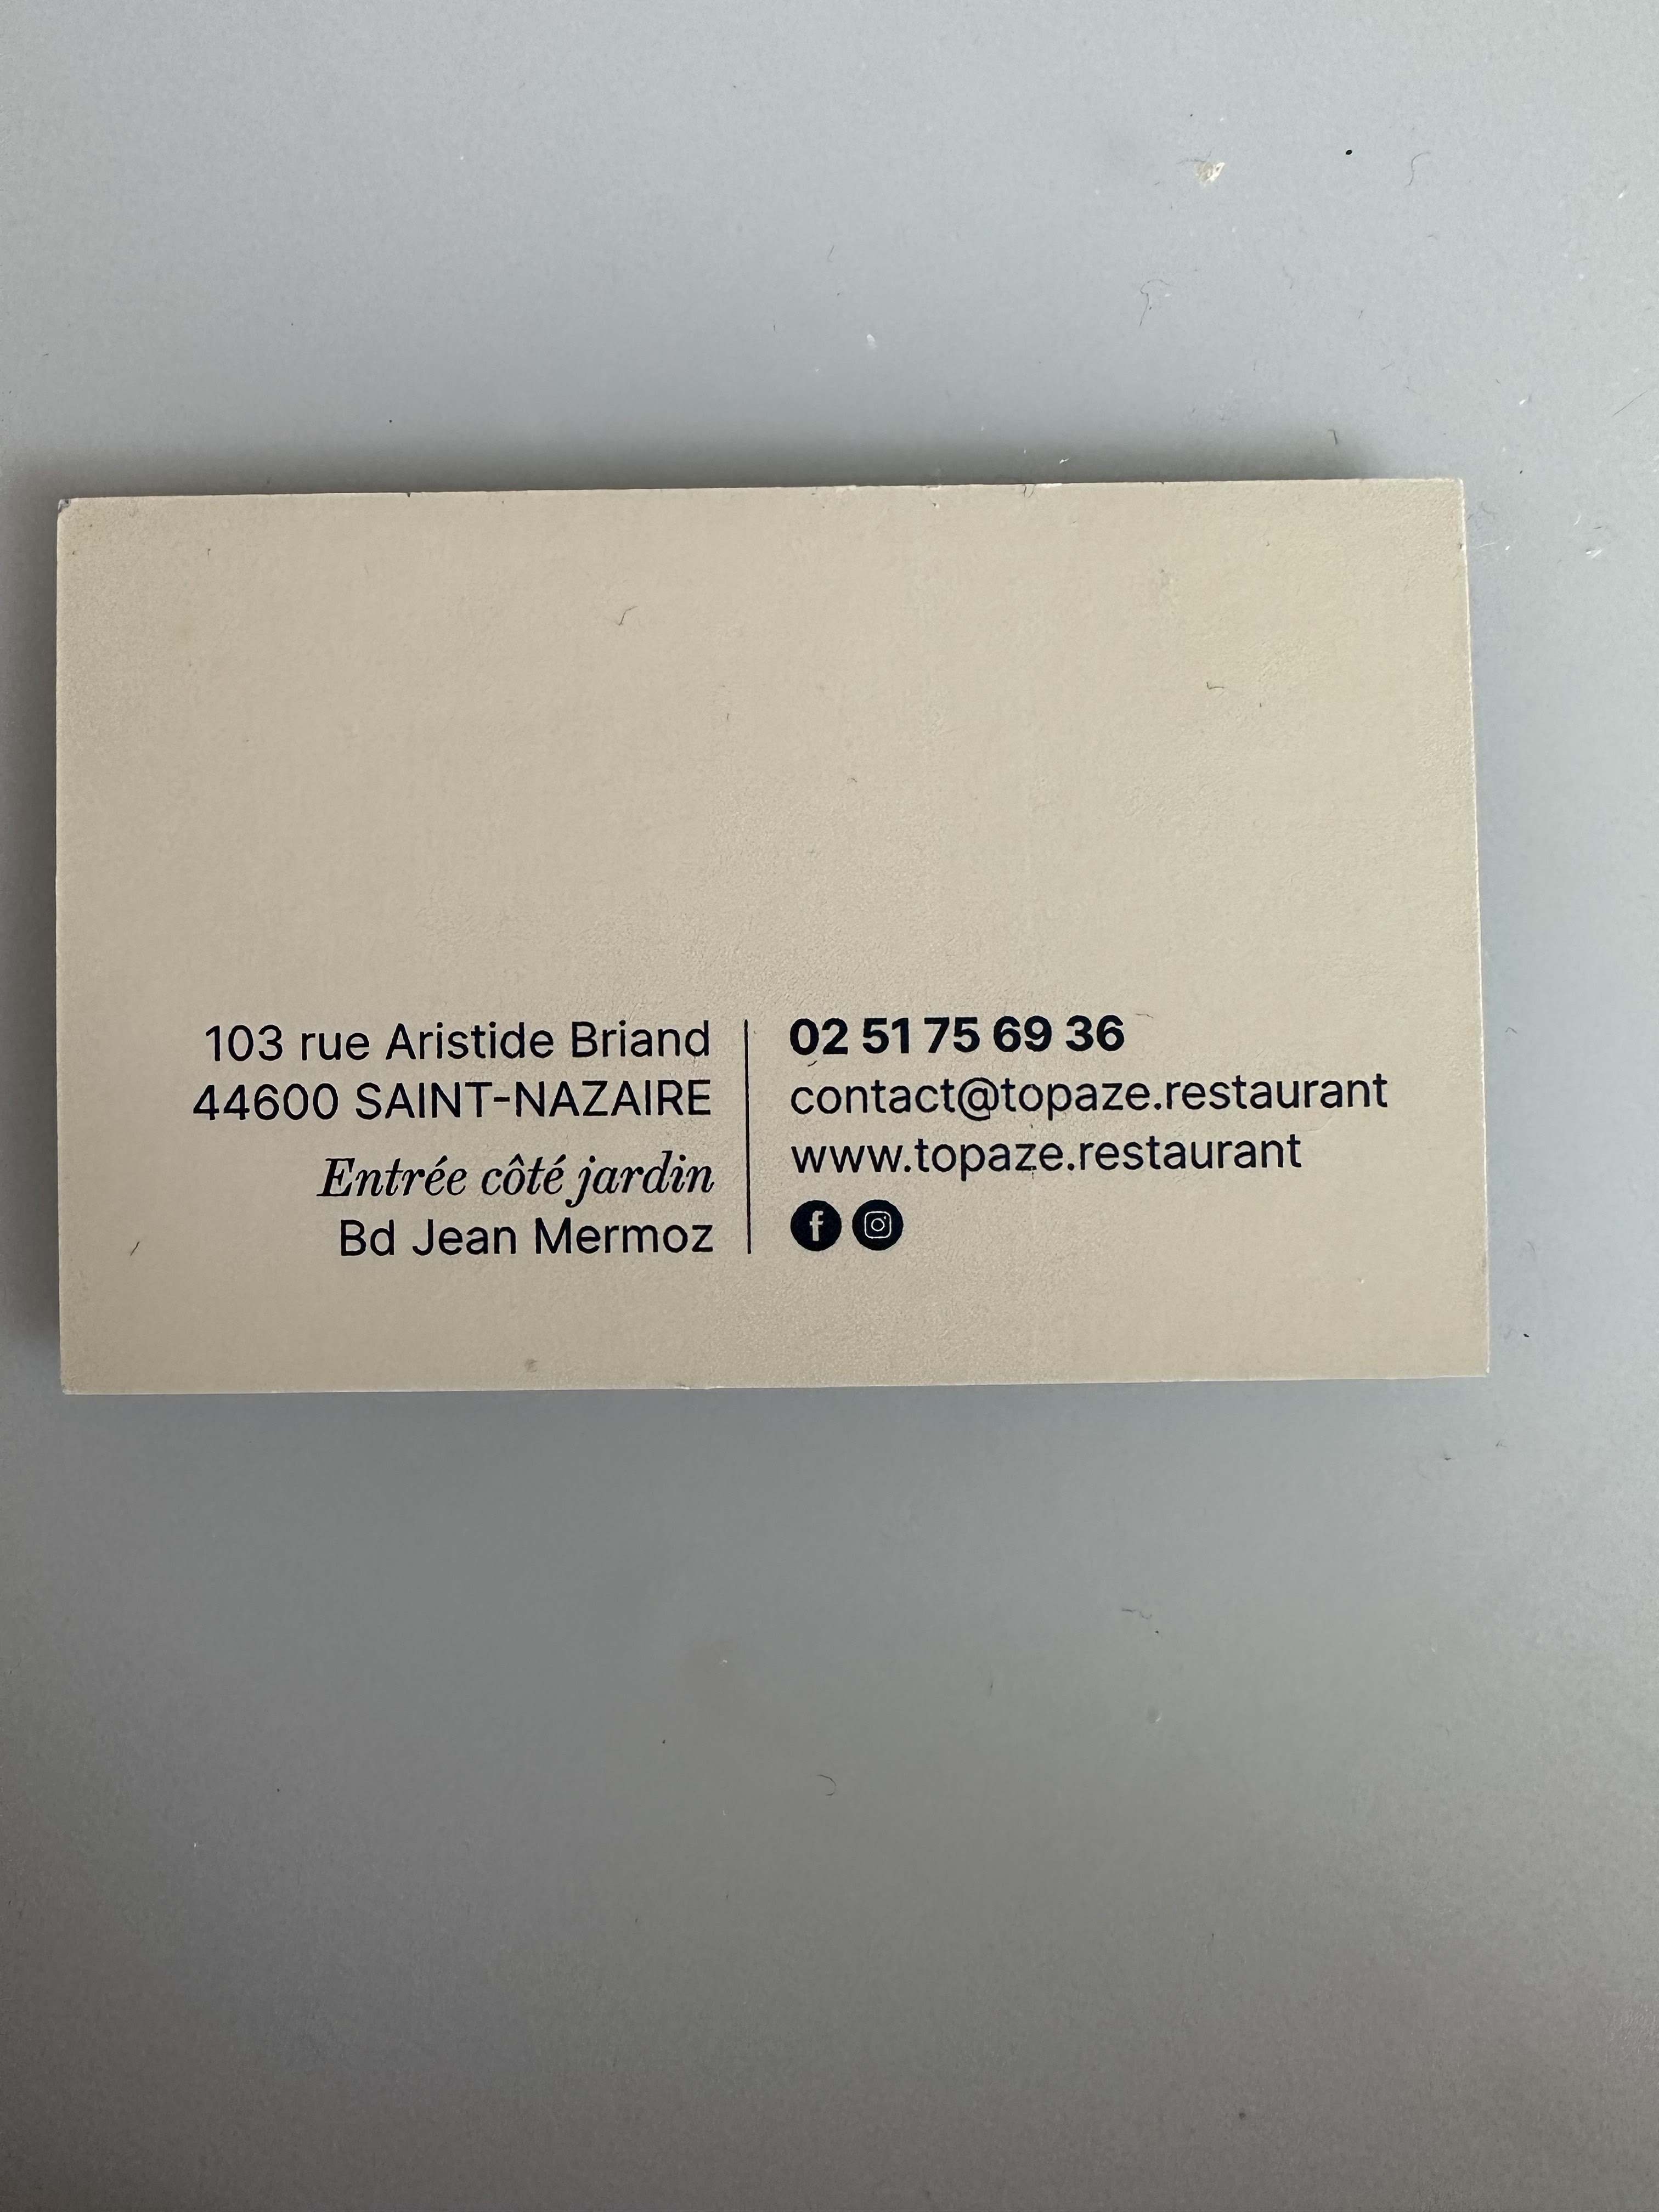 103 rue Aristide Briand
44600 SAINT-NAZAIRE
Entrée côté jardin
Bd Jean Mermoz
02 51 75 69 36
contact@topaze.restaurant
www.topaze.restaurant